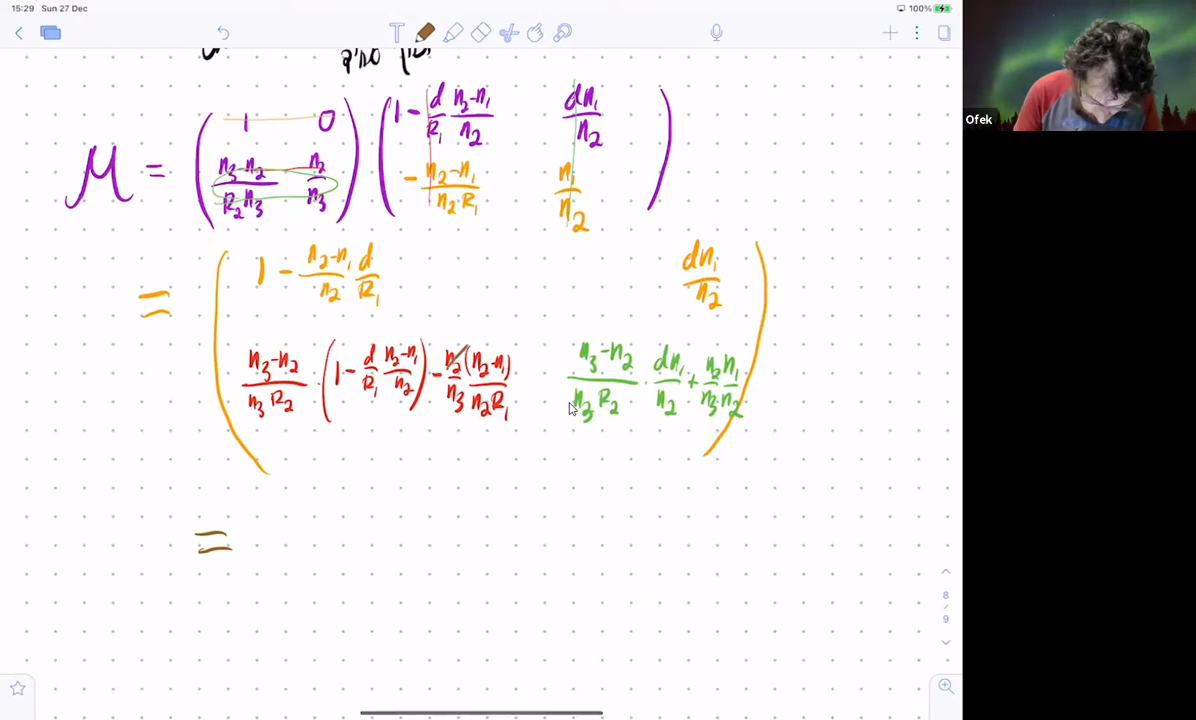 15:29 Sun 27 Dec
100%
T
Ofek
M = ( 1 0 ; (n3-n2)/(R2 n3) n2/n3 ) ( 1 - d/R1 (n2-n1)/n2 dn1/n2 ; - (n2-n1)/(n2 R1) n1/n2 )
= ( 1 - (n2-n1)/n2 d/R1 dn1/n2 ;
(n3-n2)/(n3 R2) · (1 - d/R1 (n2-n1)/n2) - n2/n3 (n2-n1)/(n2 R1) (n3-n2)/(n3 R2) · dn1/n2 + n2/n3 n1/n2 )
=
8
/
9